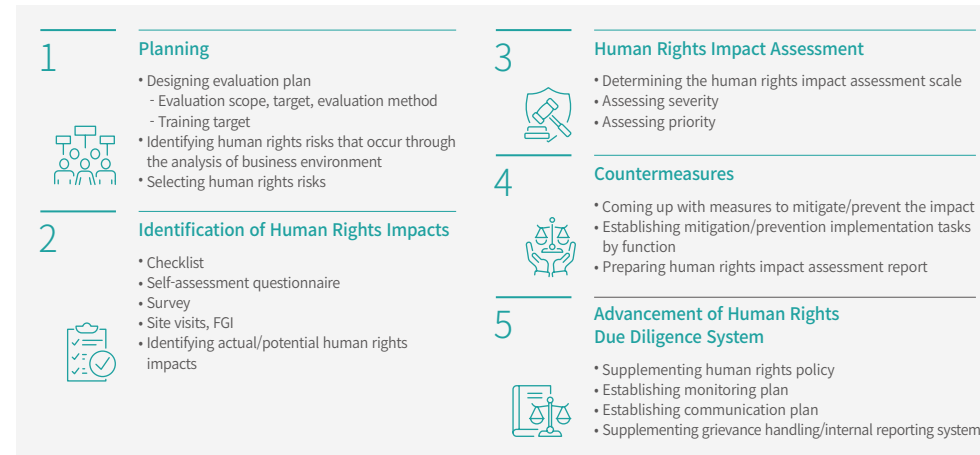 1
Planning
• Designing evaluation plan
- Evaluation scope, target, evaluation method
- Training target
• Identifying human rights risks that occur through
the analysis of business environment
• Selecting human rights risks
2
Identification of Human Rights Impacts
• Checklist
• Self-assessment questionnaire
• Survey
• Site visits, FGI
• Identifying actual/potential human rights
impacts
3
Human Rights Impact Assessment
• Determining the human rights impact assessment scale
• Assessing severity
• Assessing priority
4
Countermeasures
• Coming up with measures to mitigate/prevent the impact
• Establishing mitigation/prevention implementation tasks
by function
• Preparing human rights impact assessment report
5
Advancement of Human Rights
Due Diligence System
• Supplementing human rights policy
• Establishing monitoring plan
• Establishing communication plan
• Supplementing grievance handling/internal reporting system